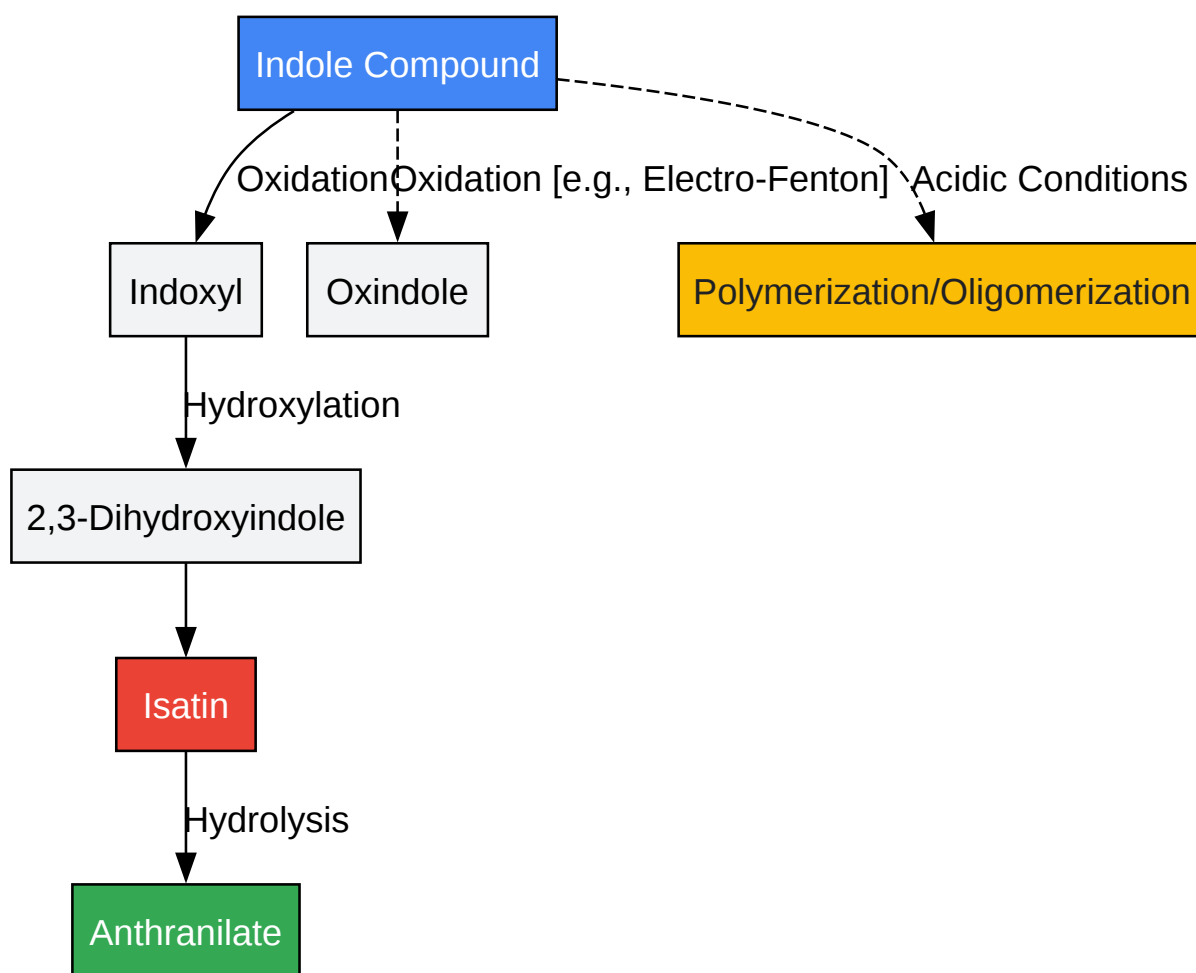 Indole Compound
Oxidation
Oxidation [e.g., Electro-Fenton]
Acidic Conditions
Indoxyl
Oxindole
Polymerization/Oligomerization
Hydroxylation
2,3-Dihydroxyindole
Isatin
Hydrolysis
Anthranilate